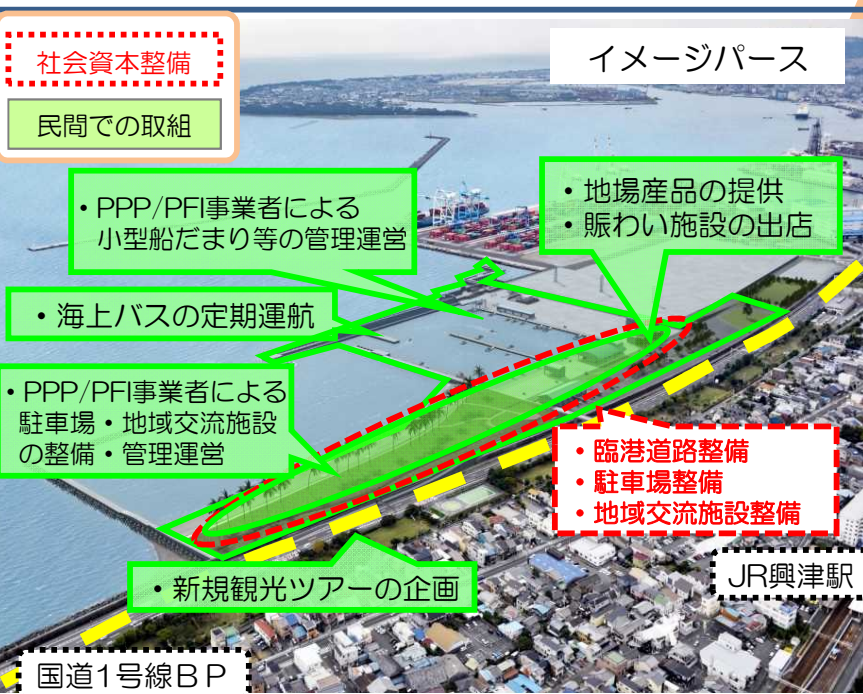 社会資本整備
民間での取組
イメージパース
・PPP/PFI事業者による
小型船だまり等の管理運営
・地場産品の提供
・賑わい施設の出店
・海上バスの定期運航
・PPP/PFI事業者による
駐車場・地域交流施設
の整備・管理運営
・臨港道路整備
・駐車場整備
・地域交流施設整備
・新規観光ツアーの企画
JR興津駅
国道1号線BP